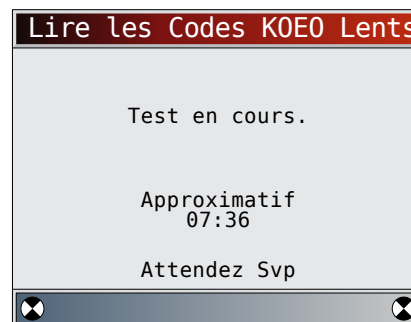 Lire les Codes KOEO Lents
Test en cours.
Approximatif
07:36
Attendez Svp